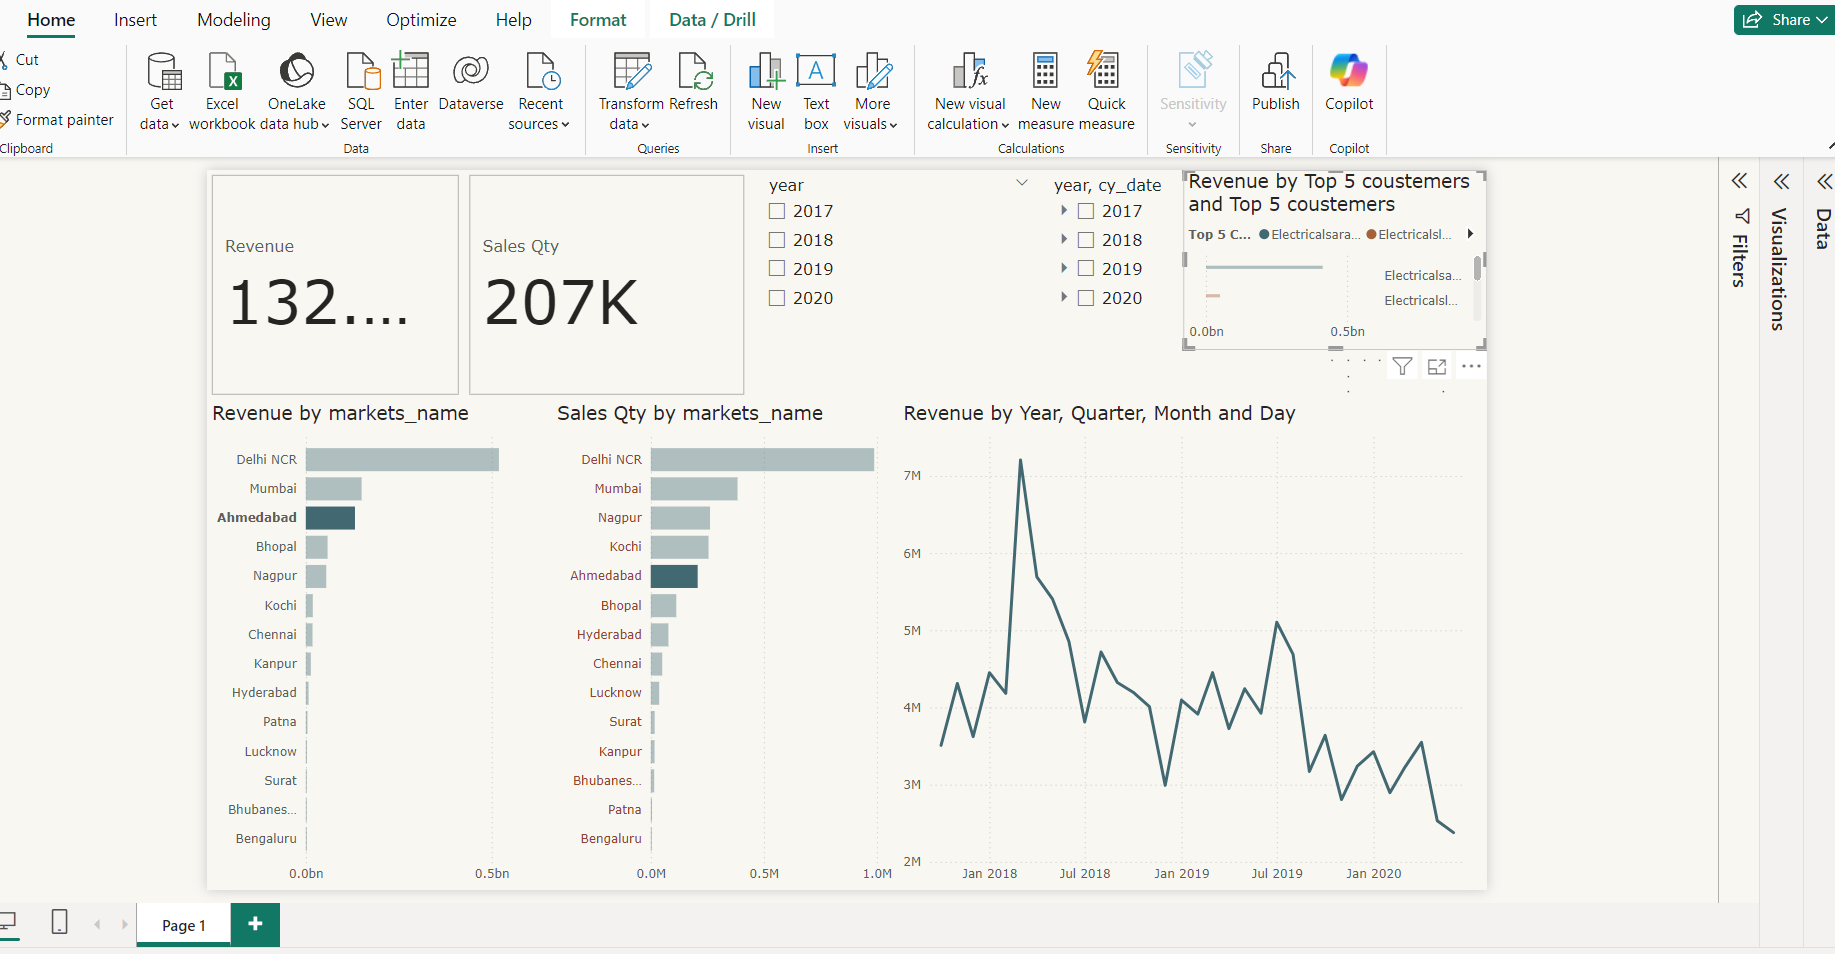 Home Insert Modeling View Optimize Help Format Data / Drill
Share
Cut
Copy
Format painter
Clipboard
Get data
Excel workbook
OneLake data hub
SQL Server
Enter data
Dataverse
Recent sources
Data
Transform data
Refresh
Queries
New visual
Text box
More visuals
Insert
New visual calculation
New measure
Quick measure
Calculations
Sensitivity
Sensitivity
Publish
Share
Copilot
Copilot
Revenue
132....
Sales Qty
207K
year
2017
2018
2019
2020
year, cy_date
2017
2018
2019
2020
Revenue by Top 5 coustemers
and Top 5 coustemers
Top 5 C... Electricalsara... Electricalsl...
Electricalsa...
Electricalsl...
0.0bn 0.5bn
Filters
Visualizations
Data
Revenue by markets_name
Delhi NCR
Mumbai
Ahmedabad
Bhopal
Nagpur
Kochi
Chennai
Kanpur
Hyderabad
Patna
Lucknow
Surat
Bhubanes...
Bengaluru
0.0bn 0.5bn
Sales Qty by markets_name
Delhi NCR
Mumbai
Nagpur
Kochi
Ahmedabad
Bhopal
Hyderabad
Chennai
Lucknow
Surat
Kanpur
Bhubanes...
Patna
Bengaluru
0.0M 0.5M 1.0M
Revenue by Year, Quarter, Month and Day
7M
6M
5M
4M
3M
2M
Jan 2018 Jul 2018 Jan 2019 Jul 2019 Jan 2020
Page 1